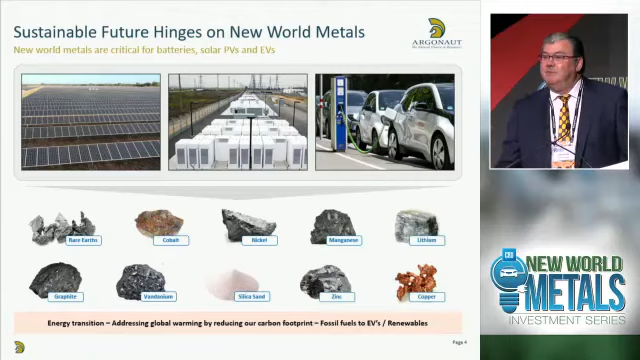 Sustainable Future Hinges on New World Metals
New world metals are critical for batteries, solar PVs and EVs
ARGONAUT
Rare Earths
Cobalt
Nickel
Manganese
Lithium
Graphite
Vandanium
Silica Sand
Zinc
Copper
Energy transition – Addressing global warming by reducing our carbon footprint – Fossil fuels to EV's / Renewables
Page 4
NEW WORLD
METALS
INVESTMENT SERIES